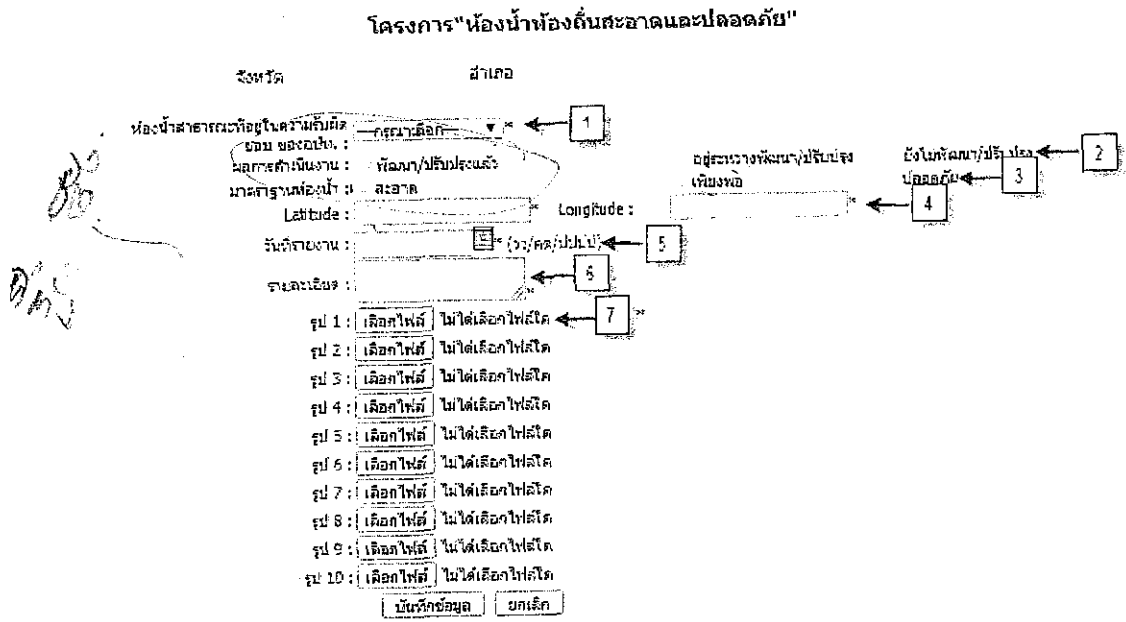 โครงการ"ห้องน้ำท้องถิ่นสะอาดและปลอดภัย"
จังหวัด อำเภอ
ห้องน้ำสาธารณะที่อยู่ในความรับผิด
ชอบ ของอปท. : —กรุณาเลือก— ▼ * 1
ผลการดำเนินงาน : พัฒนา/ปรับปรุงแล้ว อยู่ระหว่างพัฒนา/ปรับปรุง ยังไม่พัฒนา/ปรับปรุง 2
มาตรฐานห้องน้ำ : สะอาด เพียงพอ ปลอดภัย 3
Latitude : * Longitude : * 4
วันที่รายงาน : * (วว/ดด/ปปปป) 5
รายละเอียด : * 6
รูป 1 : เลือกไฟล์ ไม่ได้เลือกไฟล์ใด 7 *
รูป 2 : เลือกไฟล์ ไม่ได้เลือกไฟล์ใด
รูป 3 : เลือกไฟล์ ไม่ได้เลือกไฟล์ใด
รูป 4 : เลือกไฟล์ ไม่ได้เลือกไฟล์ใด
รูป 5 : เลือกไฟล์ ไม่ได้เลือกไฟล์ใด
รูป 6 : เลือกไฟล์ ไม่ได้เลือกไฟล์ใด
รูป 7 : เลือกไฟล์ ไม่ได้เลือกไฟล์ใด
รูป 8 : เลือกไฟล์ ไม่ได้เลือกไฟล์ใด
รูป 9 : เลือกไฟล์ ไม่ได้เลือกไฟล์ใด
รูป 10 : เลือกไฟล์ ไม่ได้เลือกไฟล์ใด
บันทึกข้อมูล ยกเลิก